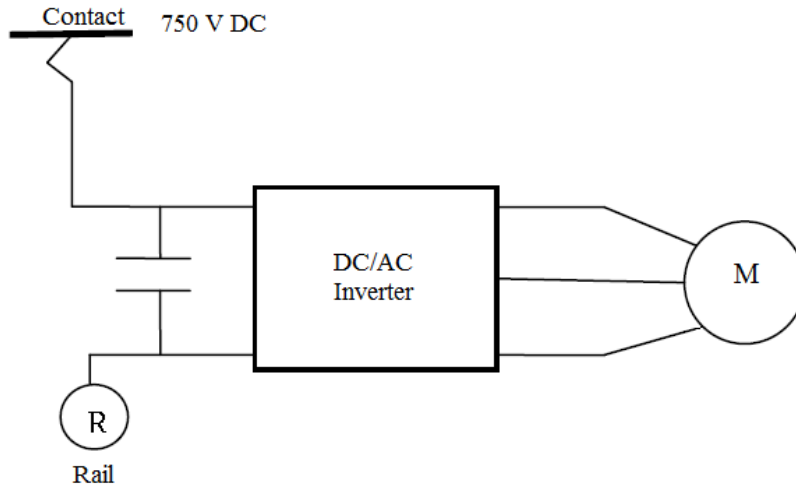 Contact
750 V DC
DC/AC
Inverter
M
R
Rail